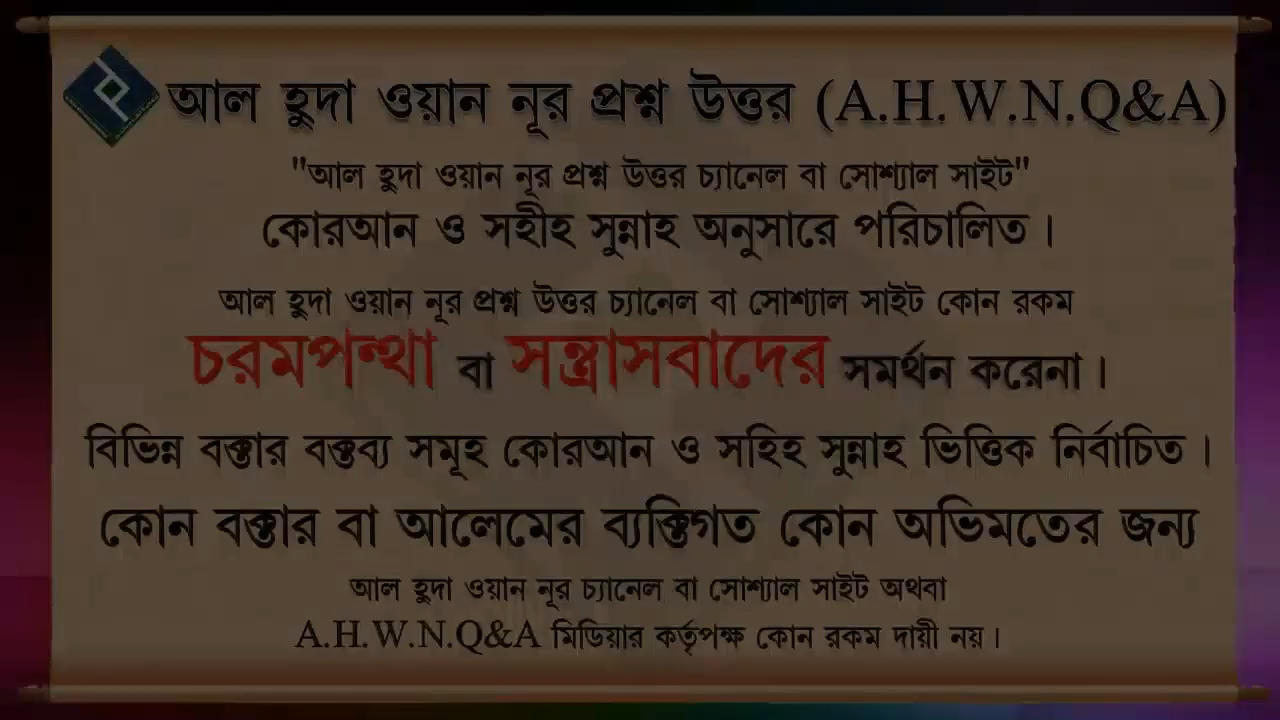 আল হুদা ওয়ান নূর প্রশ্ন উত্তর (A.H.W.N.Q&A)
"আল হুদা ওয়ান নূর প্রশ্ন উত্তর চ্যানেল বা সোশ্যাল সাইট"
কোরআন ও সহীহ সুন্নাহ অনুসারে পরিচালিত।
আল হুদা ওয়ান নূর প্রশ্ন উত্তর চ্যানেল বা সোশ্যাল সাইট কোন রকম
চরমপন্থা বা সন্ত্রাসবাদের সমর্থন করেনা।
বিভিন্ন বক্তার বক্তব্য সমূহ কোরআন ও সহিহ সুন্নাহ ভিত্তিক নির্বাচিত।
কোন বক্তার বা আলেমের ব্যক্তিগত কোন অভিমতের জন্য
আল হুদা ওয়ান নূর চ্যানেল বা সোশ্যাল সাইট অথবা
A.H.W.N.Q&A মিডিয়ার কর্তৃপক্ষ কোন রকম দায়ী নয়।